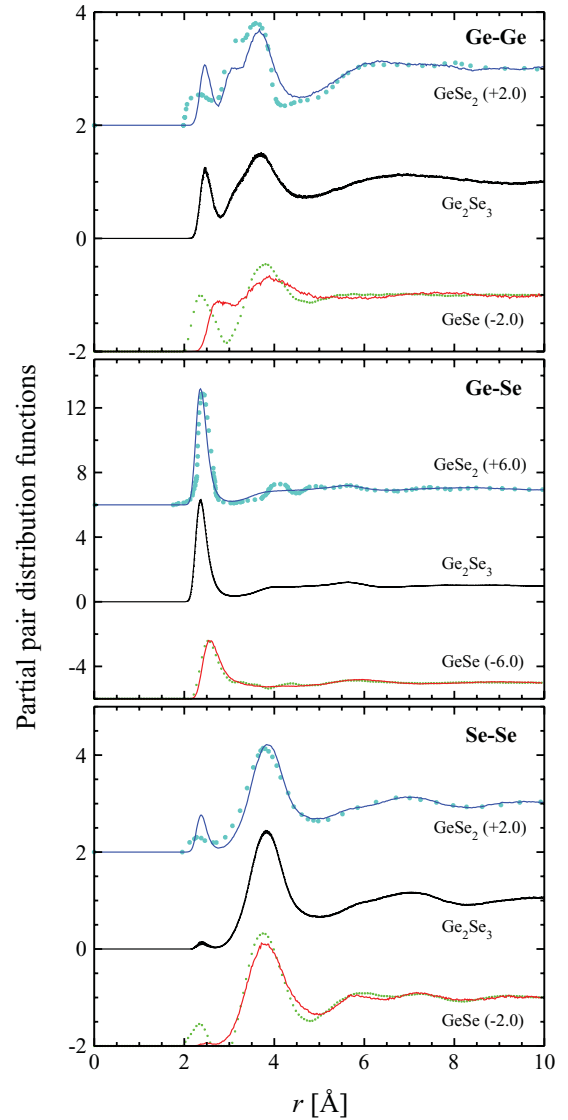 Partial pair distribution functions
4
2
0
-2
Ge-Ge
GeSe2 (+2.0)
Ge2Se3
GeSe (-2.0)
12
8
4
0
-4
Ge-Se
GeSe2 (+6.0)
Ge2Se3
GeSe (-6.0)
4
2
0
-2
Se-Se
GeSe2 (+2.0)
Ge2Se3
GeSe (-2.0)
0 2 4 6 8 10
r [Å]